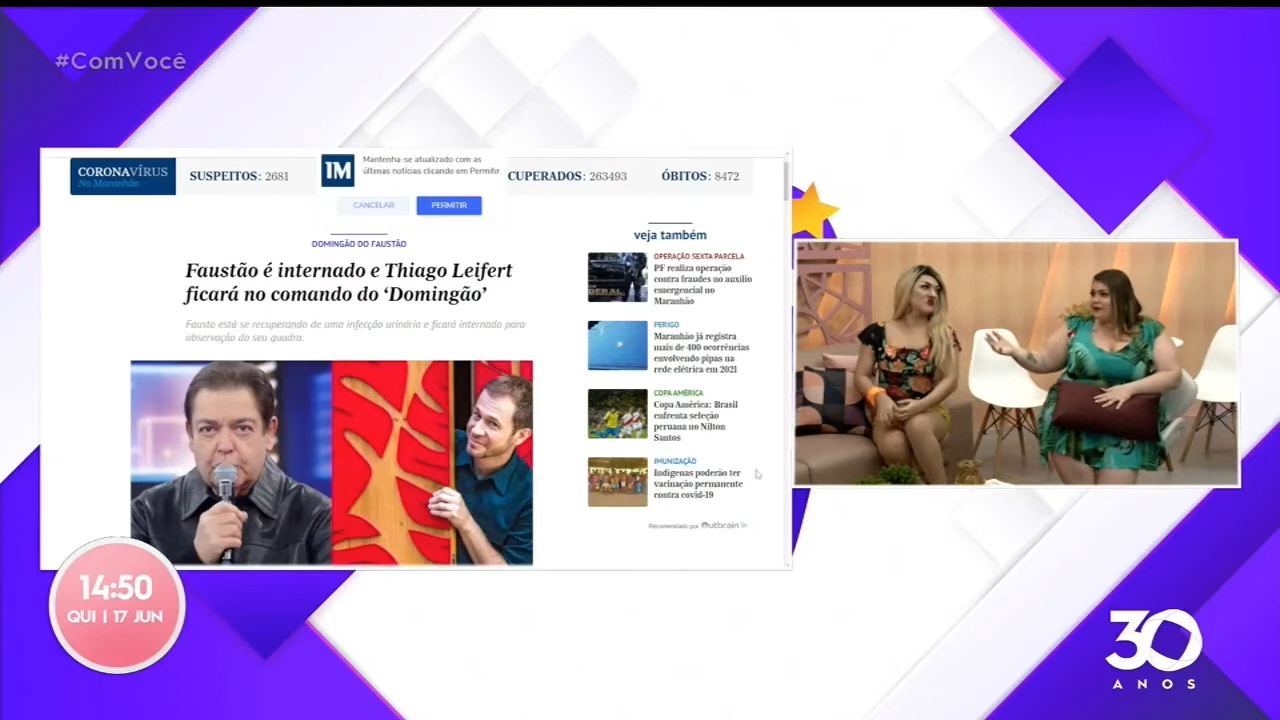 #ComVocê
CORONAVÍRUS
No Maranhão
SUSPEITOS: 2681
1M
Mantenha-se atualizado com as
últimas notícias clicando em Permitir.
CANCELAR
PERMITIR
CUPERADOS: 263493
ÓBITOS: 8472
DOMINGÃO DO FAUSTÃO
Faustão é internado e Thiago Leifert
ficará no comando do ‘Domingão’
Fausto está se recuperando de uma infecção urinária e ficará internado para
observação do seu quadro.
veja também
OPERAÇÃO SEXTA PARCELA
PF realiza operação
contra fraudes no auxílio
emergencial no
Maranhão
PERIGO
Maranhão já registra
mais de 400 ocorrências
envolvendo pipas na
rede elétrica em 2021
COPA AMÉRICA
Copa América: Brasil
enfrenta seleção
peruana no Nilton
Santos
IMUNIZAÇÃO
Indígenas poderão ter
vacinação permanente
contra covid-19
Recomendado por Outbrain
14:50
QUI | 17 JUN
30
ANOS